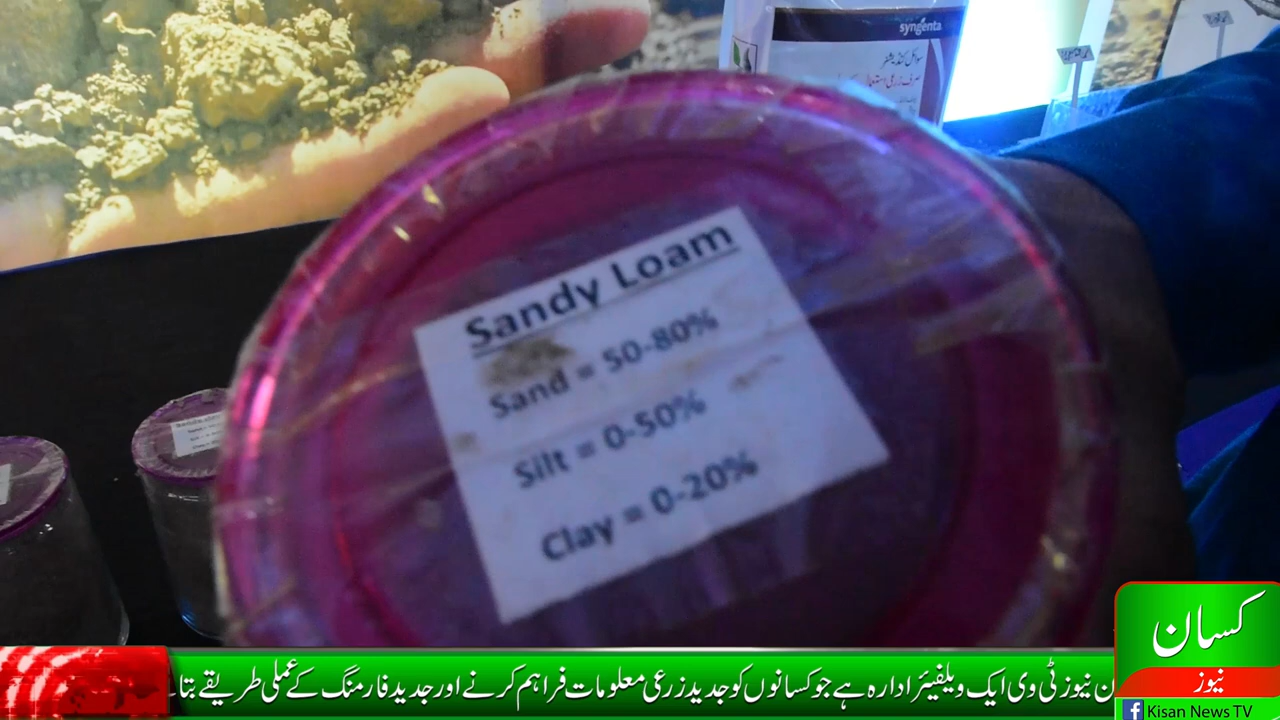 syngenta
سوائل کنڈیشنر
Sandy Loam
Sand = 50-80%
Silt = 0-50%
Clay = 0-20%
کسان
نیوز
ن نیوز ٹی وی ایک ویلفیئر ادارہ ہے جو کسانوں کو جدید زرعی معلومات فراہم کرنے اور جدید فارمنگ کے عملی طریقے بتا
Kisan News TV